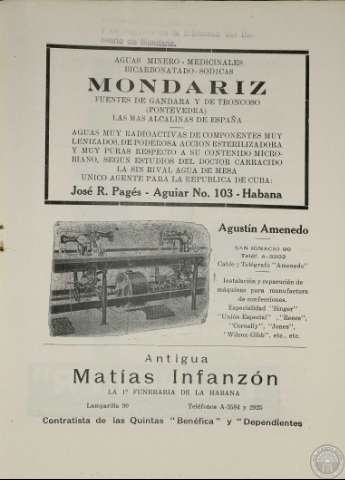 AGUAS MINERO - MEDICINALES
BICARBONATADO-SODICAS
MONDARIZ
FUENTES DE GANDARA Y DE TRONCOSO
(PONTEVEDRA)
LAS MAS ALCALINAS DE ESPAÑA
AGUAS MUY RADIOACTIVAS DE COMPONENTES MUY
LENIZADOS, DE PODEROSA ACCION ESTERILIZADORA
Y MUY PURAS RESPECTO A SU CONTENIDO MICRO-
BIANO, SEGUN ESTUDIOS DEL DOCTOR CARRACIDO
LA SIN RIVAL AGUA DE MESA
UNICO AGENTE PARA LA REPUBLICA DE CUBA:
José R. Pagés - Aguiar No. 103 - Habana
Agustín Amenedo
SAN IGNACIO
Teléf. A-
Cable y Telégrafo "Amenedo"
Instalación y reparación de
máquinas para manufactura
de confecciones.
Especialidad "Singer"
"Unión Especial", "Reece",
"Cornelly", "Jones",
"Wilcox Gibb", etc., etc.
Antigua
Matías Infanzón
LA 1ª FUNERARIA DE LA HABANA
Lamparilla 90 Teléfonos A-3584 y 2025
Contratista de las Quintas "Benéfica" y "Dependientes